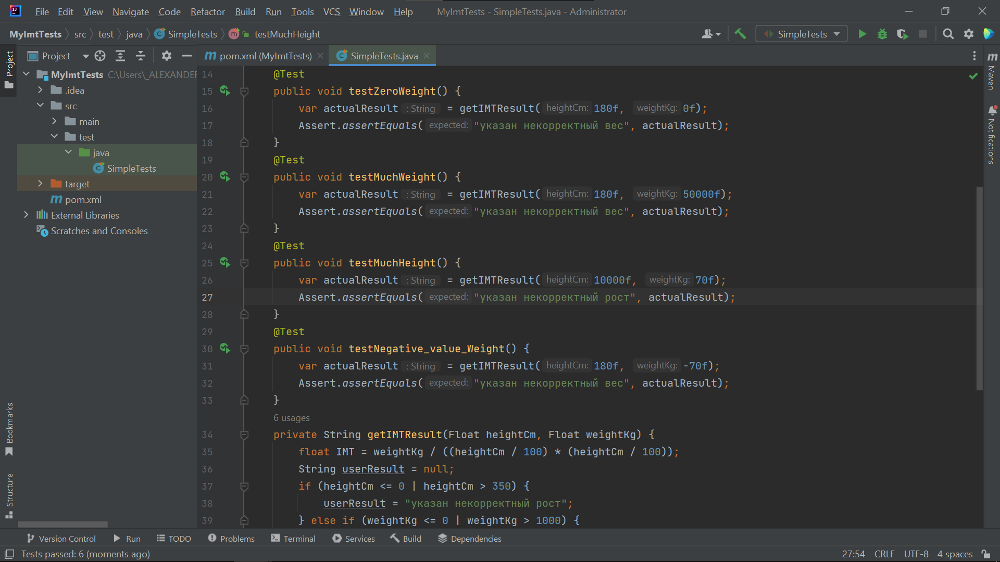 File Edit View Navigate Code Refactor Build Run Tools VCS Window Help MyImtTests - SimpleTests.java - Administrator
MyImtTests src test java SimpleTests testMuchHeight SimpleTests
Project
Project
MyImtTests C:\Users\_ALEXANDER
.idea
src
main
test
java
SimpleTests
target
pom.xml
External Libraries
Scratches and Consoles
Bookmarks
Structure
pom.xml (MyImtTests) SimpleTests.java
14 @Test
15 public void testZeroWeight() {
16 var actualResult : String = getIMTResult( heightCm: 180f, weightKg: 0f);
17 Assert.assertEquals( expected: "указан некорректный вес", actualResult);
18 }
19 @Test
20 public void testMuchWeight() {
21 var actualResult : String = getIMTResult( heightCm: 180f, weightKg: 50000f);
22 Assert.assertEquals( expected: "указан некорректный вес", actualResult);
23 }
24 @Test
25 public void testMuchHeight() {
26 var actualResult : String = getIMTResult( heightCm: 10000f, weightKg: 70f);
27 Assert.assertEquals( expected: "указан некорректный рост", actualResult);
28 }
29 @Test
30 public void testNegative_value_Weight() {
31 var actualResult : String = getIMTResult( heightCm: 180f, weightKg: -70f);
32 Assert.assertEquals( expected: "указан некорректный вес", actualResult);
33 }
6 usages
34 private String getIMTResult(Float heightCm, Float weightKg) {
35 float IMT = weightKg / ((heightCm / 100) * (heightCm / 100));
36 String userResult = null;
37 if (heightCm <= 0 | heightCm > 350) {
38 userResult = "указан некорректный рост";
39 } else if (weightKg <= 0 | weightKg > 1000) {
Maven
Notifications
Version Control Run TODO Problems Terminal Services Build Dependencies
Tests passed: 6 (moments ago) 27:54 CRLF UTF-8 4 spaces